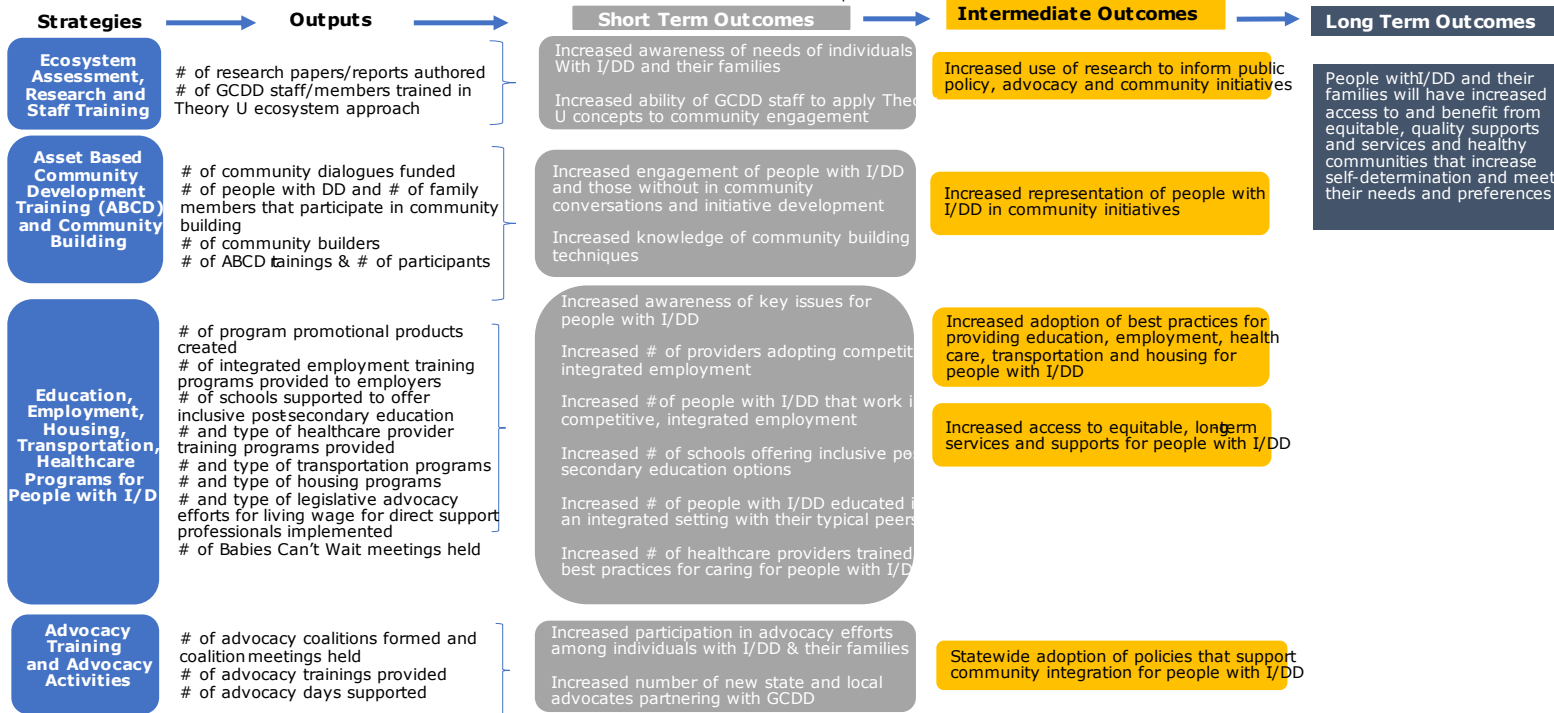 Strategies
Outputs
Short Term Outcomes
Intermediate Outcomes
Long Term Outcomes
Ecosystem
Assessment,
Research and
Staff Training
# of research papers/reports authored
# of GCDD staff/members trained in
Theory U ecosystem approach
Increased awareness of needs of individuals
With I/DD and their families
Increased ability of GCDD staff to apply Theo
U concepts to community engagement
Increased use of research to inform public
policy, advocacy and community initiatives
People withI/DD and their
families will have increased
access to and benefit from
equitable, quality supports
and services and healthy
communities that increase
self-determination and meet
their needs and preferences
Asset Based
Community
Development
Training (ABCD)
and Community
Building
# of community dialogues funded
# of people with DD and # of family
members that participate in community
building
# of community builders
# of ABCD trainings & # of participants
Increased engagement of people with I/DD
and those without in community
conversations and initiative development
Increased knowledge of community building
techniques
Increased representation of people with
I/DD in community initiatives
Education,
Employment,
Housing,
Transportation,
Healthcare
Programs for
People with I/D
# of program promotional products
created
# of integrated employment training
programs provided to employers
# of schools supported to offer
inclusive post-secondary education
# and type of healthcare provider
training programs provided
# and type of transportation programs
# and type of housing programs
# and type of legislative advocacy
efforts for living wage for direct support
professionals implemented
# of Babies Can't Wait meetings held
Increased awareness of key issues for
people with I/DD
Increased # of providers adopting competit
integrated employment
Increased #of people with I/DD that work i
competitive, integrated employment
Increased # of schools offering inclusive po
secondary education options
Increased # of people with I/DD educated i
an integrated setting with their typical peers
Increased # of healthcare providers trained
best practices for caring for people with I/D
Increased adoption of best practices for
providing education, employment, health
care, transportation and housing for
people with I/DD
Increased access to equitable, long-term
services and supports for people with I/DD
Advocacy
Training
and Advocacy
Activities
# of advocacy coalitions formed and
coalition meetings held
# of advocacy trainings provided
# of advocacy days supported
Increased participation in advocacy efforts
among individuals with I/DD & their families
Increased number of new state and local
advocates partnering with GCDD
Statewide adoption of policies that support
community integration for people with I/DD